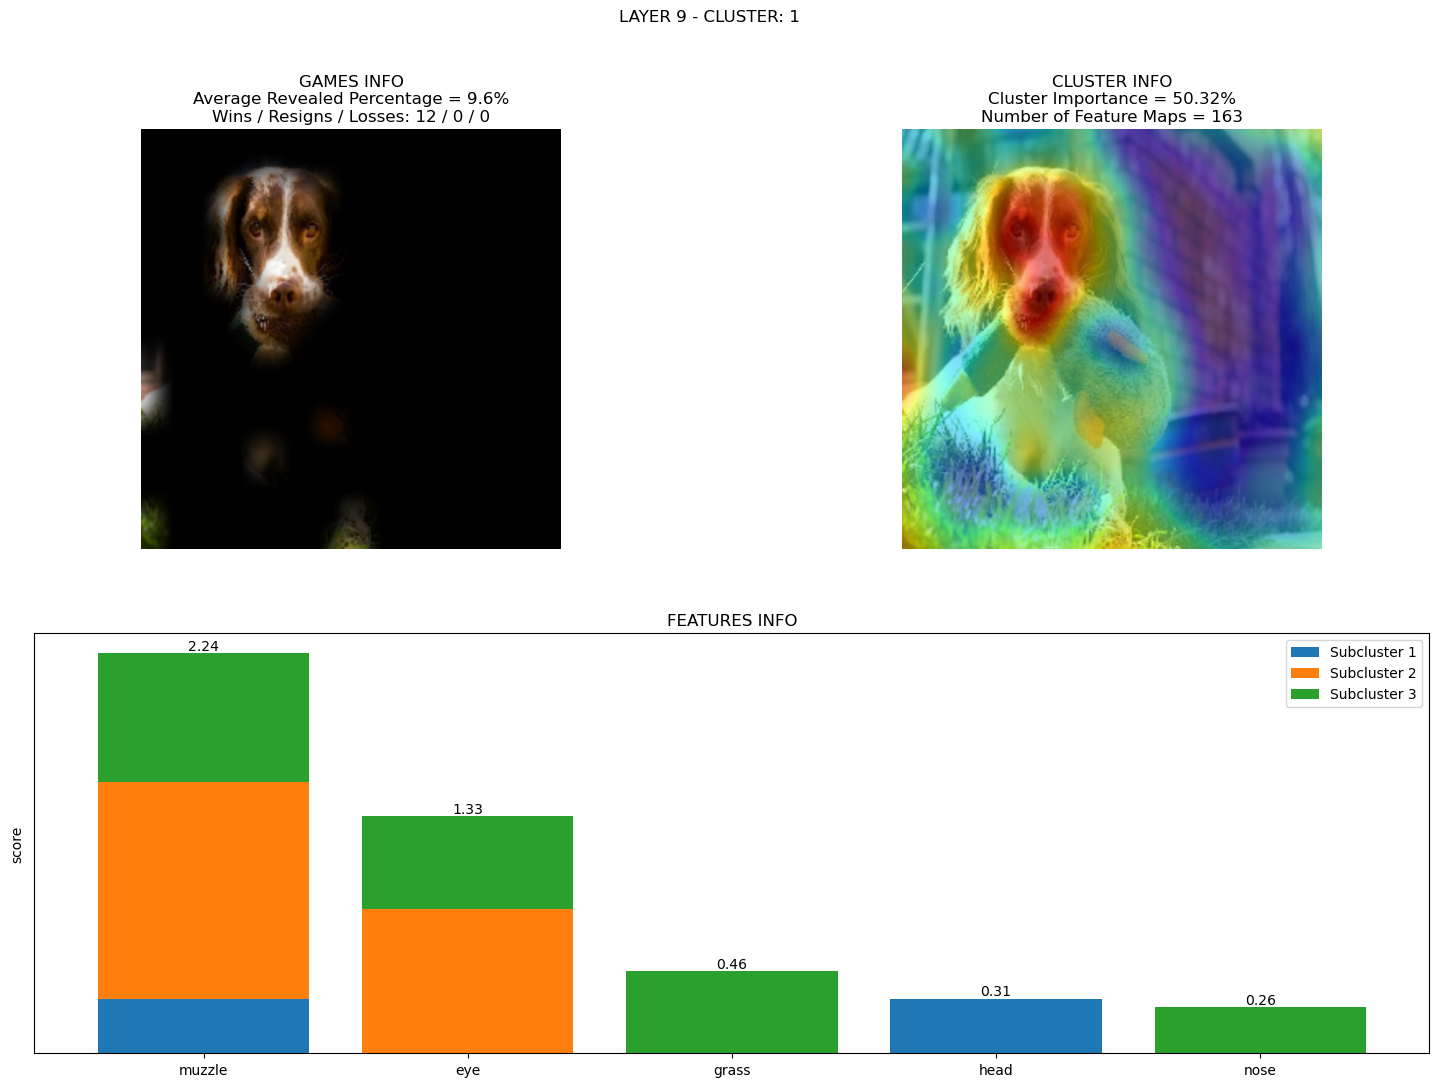 LAYER 9 - CLUSTER: 1
GAMES INFO
Average Revealed Percentage = 9.6%
Wins / Resigns / Losses: 12 / 0 / 0
CLUSTER INFO
Cluster Importance = 50.32%
Number of Feature Maps = 163
FEATURES INFO
score
2.24
1.33
0.46
0.31
0.26
Subcluster 1
Subcluster 2
Subcluster 3
muzzle
eye
grass
head
nose